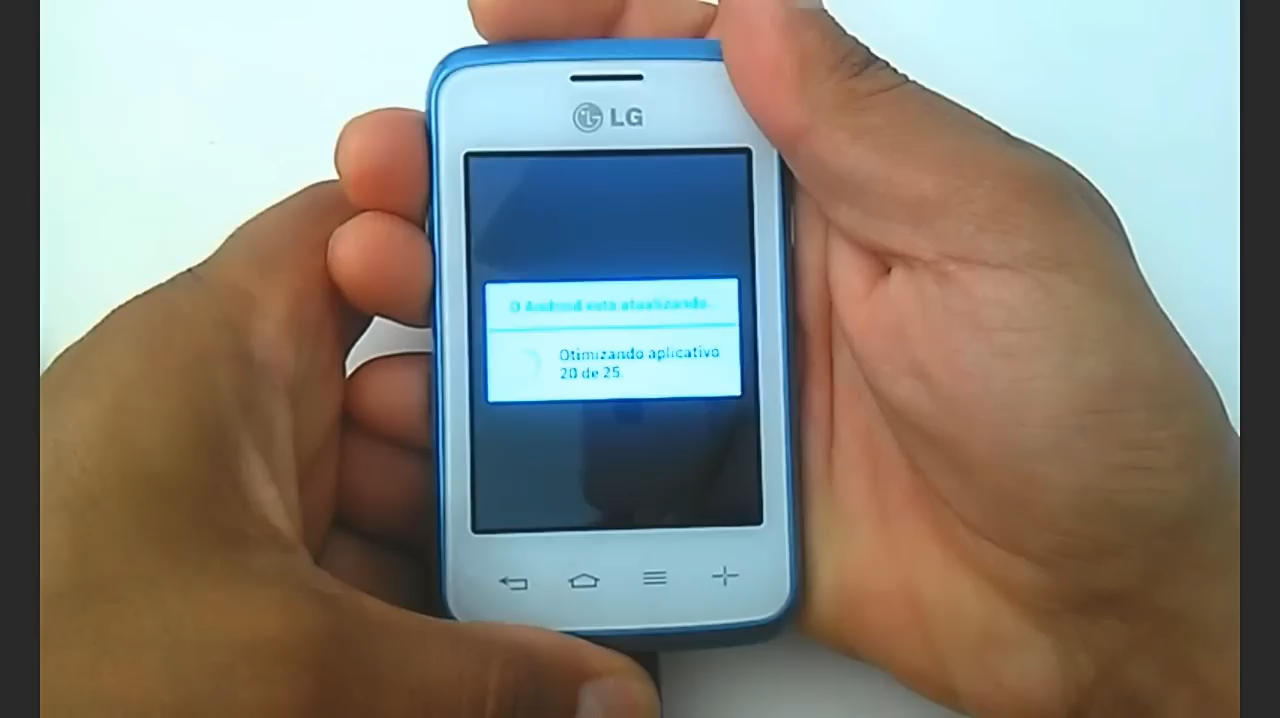 LG
O Android está atualizando...
Otimizando aplicativo
20 de 25.